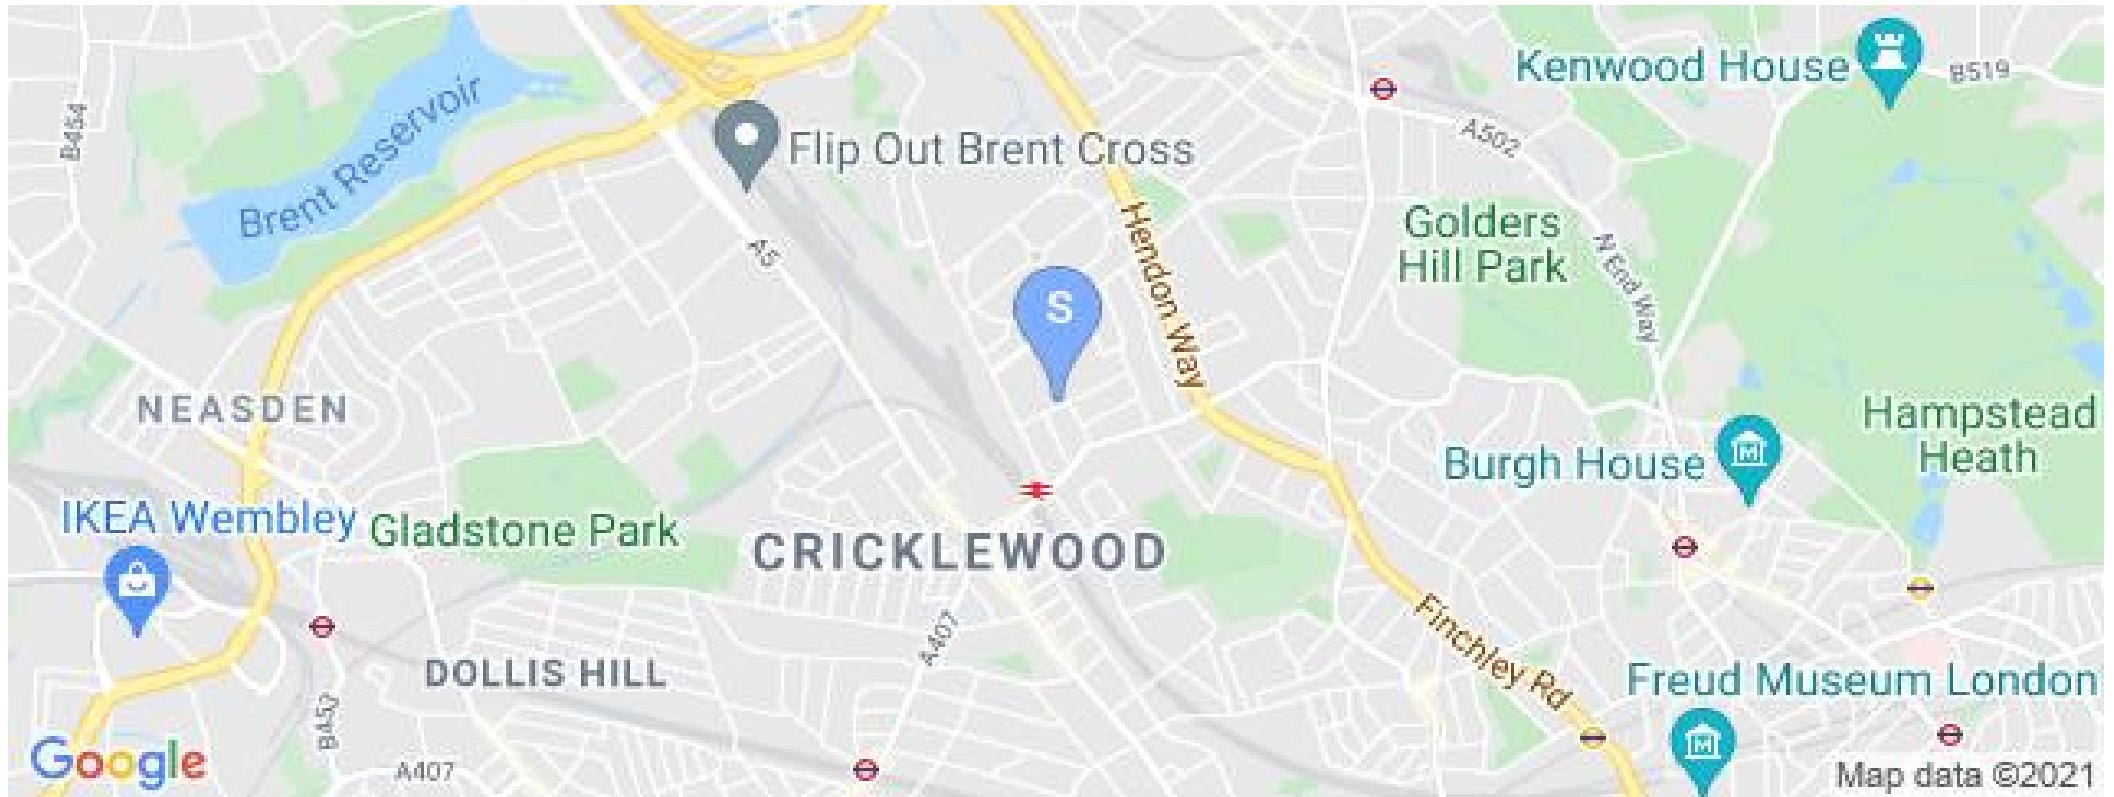 Kenwood House
B519
B454
Brent Reservoir
Flip Out Brent Cross
A502
Golders
Hill Park
N End Way
A5
Hendon Way
S
NEASDEN
Hampstead
Heath
Burgh House
M
IKEA Wembley
Gladstone Park
CRICKLEWOOD
A407
Finchley Rd
DOLLIS HILL
Freud Museum London
M
Google
A407
Map data ©2021